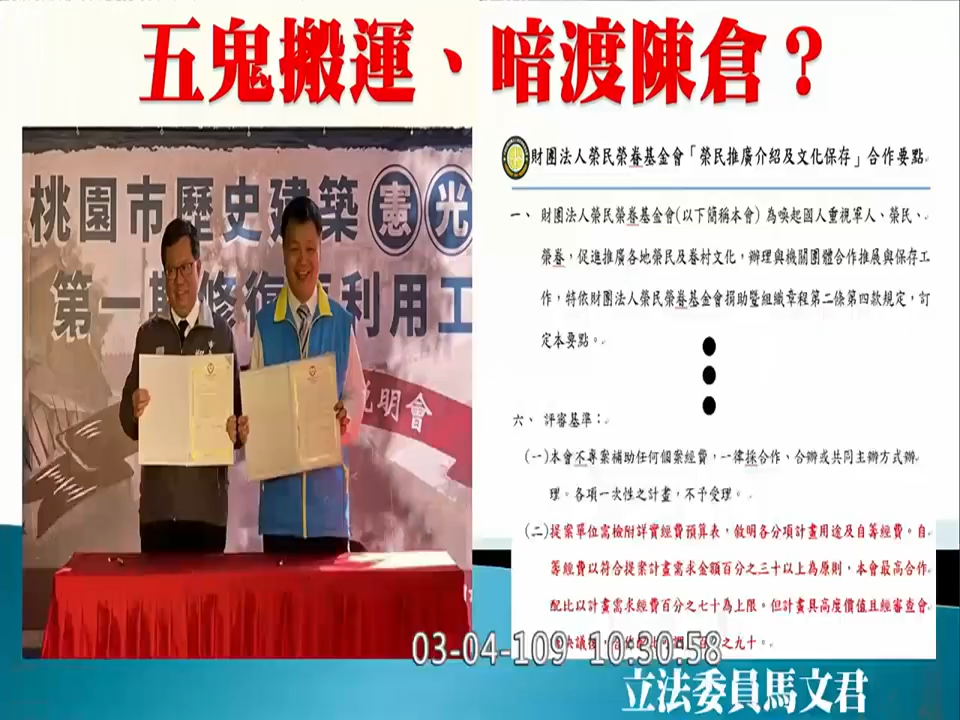 五鬼搬運、暗渡陳倉？
桃園市歷史建築憲光
第一期修復再利用工
說明會
財團法人榮民榮眷基金會「榮民推廣介紹及文化保存」合作要點
一、 財團法人榮民榮眷基金會(以下簡稱本會) 為喚起國人重視軍人、榮民、
榮眷，促進推廣各地榮民及眷村文化，辦理與機關團體合作推展與保存工
作，特依財團法人榮民榮眷基金會捐助暨組織章程第二條第四款規定，訂
定本要點。
六、 評審基準：
(一)本會不專案補助任何個案經費，一律採合作、合辦或共同主辦方式辦
理。各項一次性之計畫，不予受理。
(二)提案單位需檢附詳實經費預算表，敘明各分項計畫用途及自籌經費。自
籌經費以符合提案計畫需求金額百分之三十以上為原則，本會最高合作
配比以計畫需求經費百分之七十為上限。但計畫具高度價值且經審查會
決議後，百分之九十。
03-04-109 10:30:58
立法委員馬文君